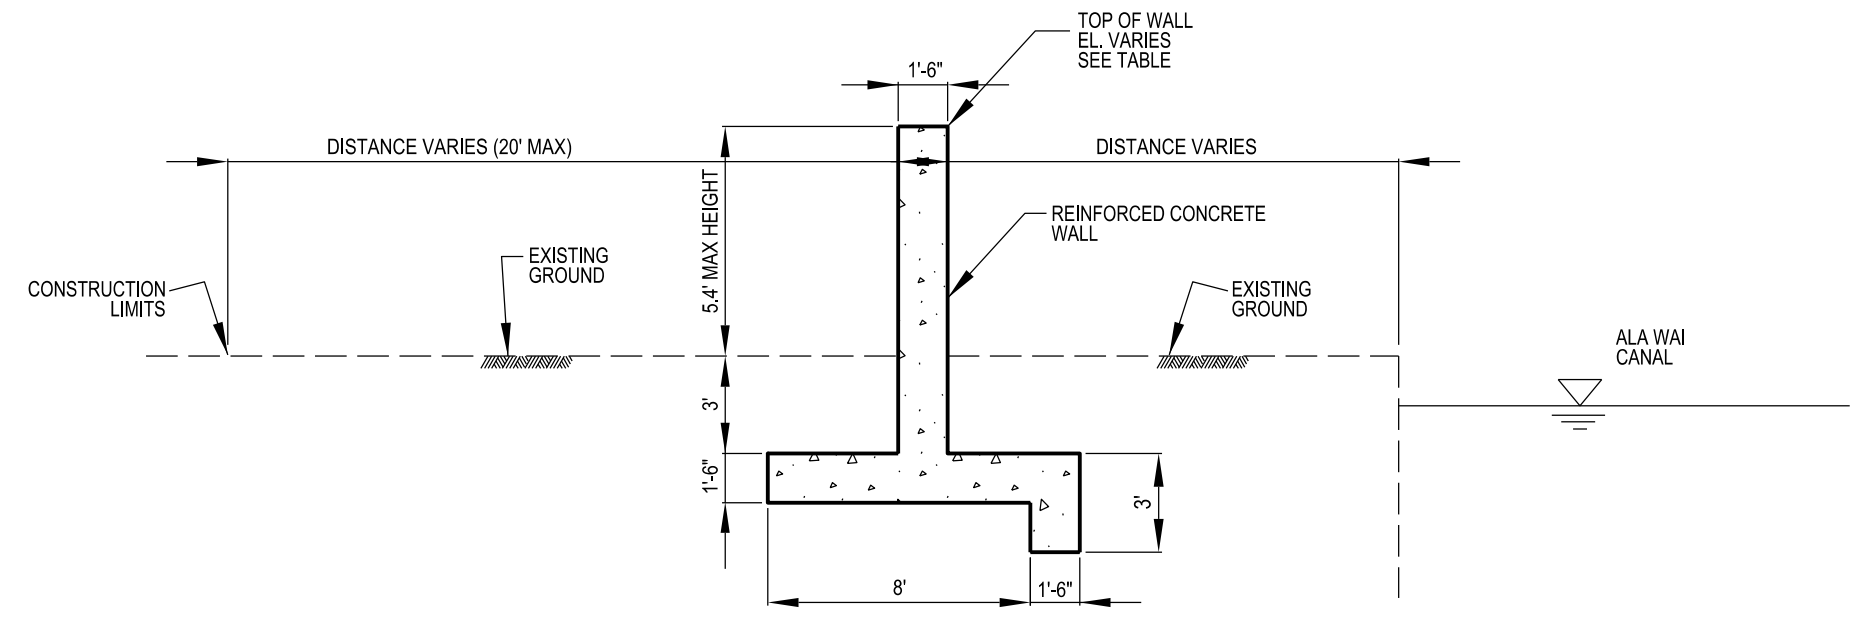 TOP OF WALL
EL. VARIES
SEE TABLE
1'-6"
DISTANCE VARIES (20' MAX)
DISTANCE VARIES
5.4' MAX HEIGHT
REINFORCED CONCRETE
WALL
EXISTING
GROUND
CONSTRUCTION
LIMITS
EXISTING
GROUND
ALA WAI
CANAL
3'
1'-6"
3'
8'
1'-6"